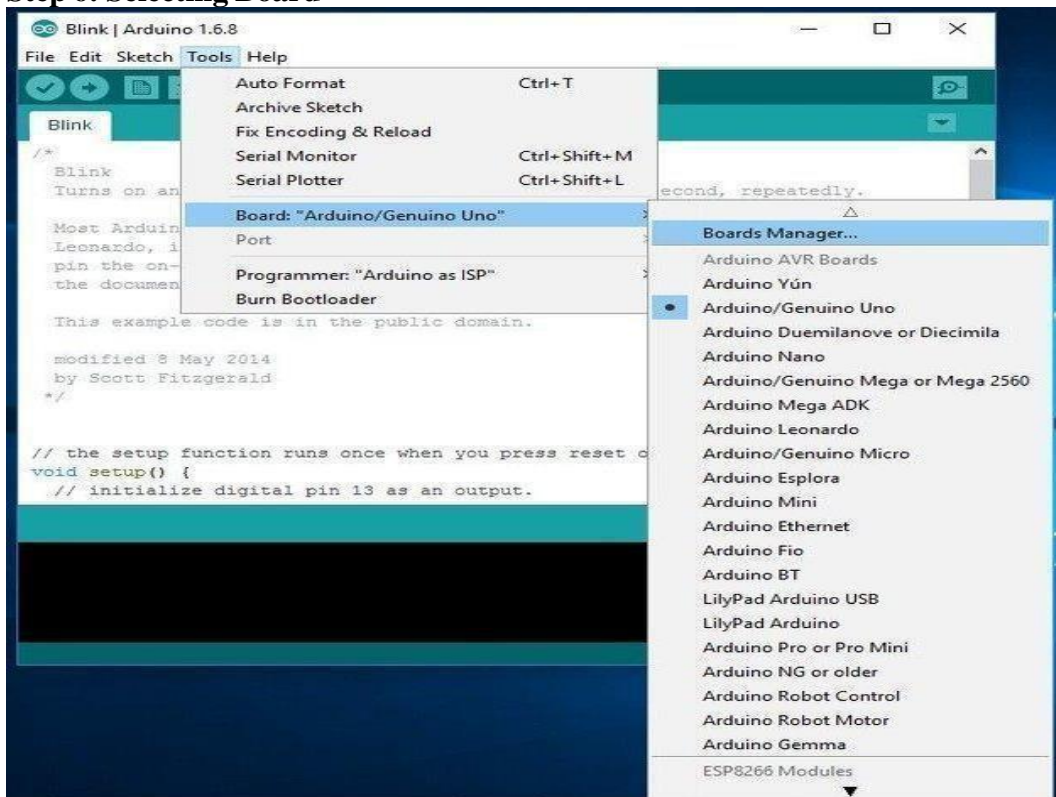 Blink | Arduino 1.6.8
File Edit Sketch Tools Help
Auto Format Ctrl+T
Archive Sketch
Fix Encoding & Reload
Serial Monitor Ctrl+Shift+M
Serial Plotter Ctrl+Shift+L
Board: "Arduino/Genuino Uno"
Port
Programmer: "Arduino as ISP"
Burn Bootloader
Blink
/*
Blink
Turns on an econd, repeatedly.
Most Arduin
Leonardo, i
pin the on-
the documen
This example code is in the public domain.
modified 8 May 2014
by Scott Fitzgerald
*/
// the setup function runs once when you press reset o
void setup() {
// initialize digital pin 13 as an output.
Boards Manager...
Arduino AVR Boards
Arduino Yún
Arduino/Genuino Uno
Arduino Duemilanove or Diecimila
Arduino Nano
Arduino/Genuino Mega or Mega 2560
Arduino Mega ADK
Arduino Leonardo
Arduino/Genuino Micro
Arduino Esplora
Arduino Mini
Arduino Ethernet
Arduino Fio
Arduino BT
LilyPad Arduino USB
LilyPad Arduino
Arduino Pro or Pro Mini
Arduino NG or older
Arduino Robot Control
Arduino Robot Motor
Arduino Gemma
ESP8266 Modules